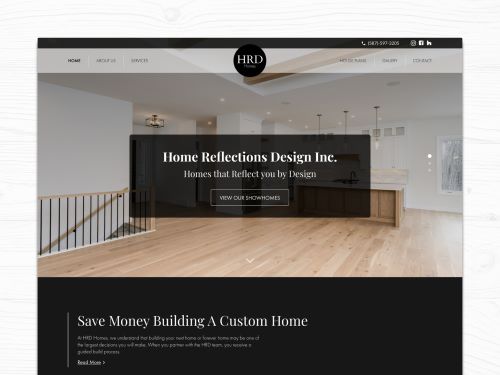 (587)-597-2205
HOME
ABOUT US
SERVICES
HRD
Homes
HOUSE PLANS
GALLERY
CONTACT
Home Reflections Design Inc.
Homes that Reflect you by Design
VIEW OUR SHOWHOMES
Save Money Building A Custom Home
At HRD Homes, we understand that building your next home or forever home may be one
of the largest decisions you will make. When you partner with the HRD team, you receive a
guided build process.
Read More >